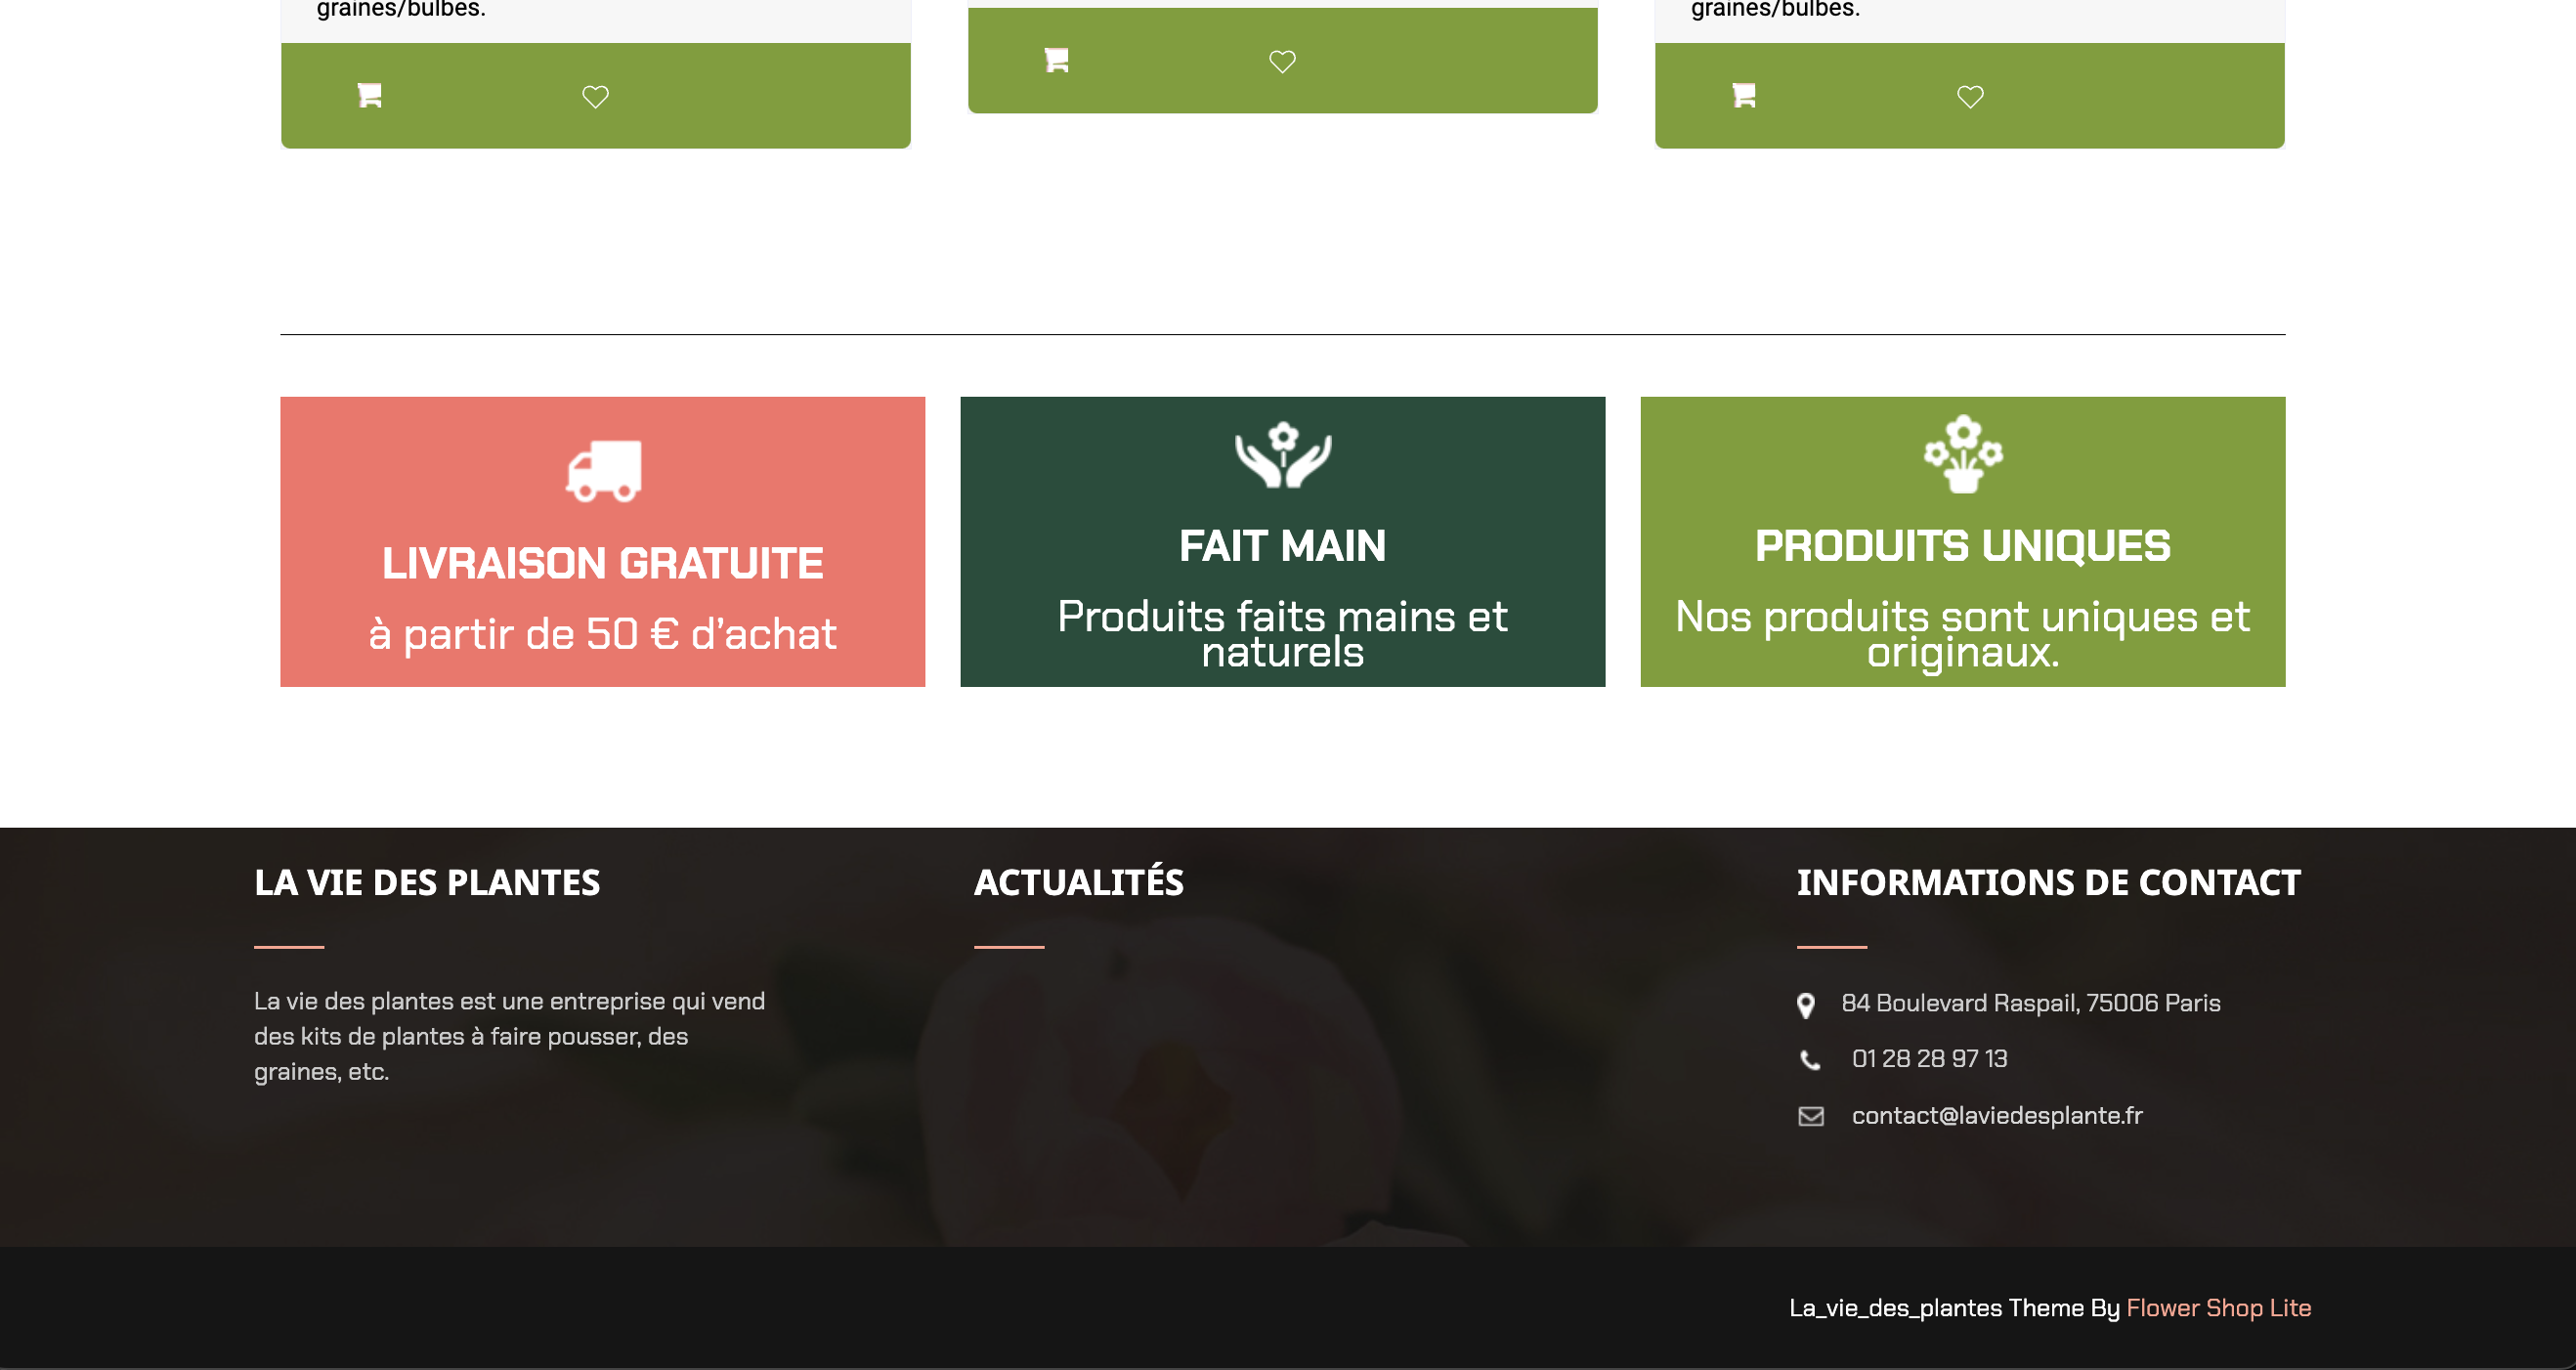 graines/bulbes.
graines/bulbes.
LIVRAISON GRATUITE
à partir de 50 € d’achat
FAIT MAIN
Produits faits mains et
naturels
PRODUITS UNIQUES
Nos produits sont uniques et
originaux.
LA VIE DES PLANTES
La vie des plantes est une entreprise qui vend
des kits de plantes à faire pousser, des
graines, etc.
ACTUALITÉS
INFORMATIONS DE CONTACT
84 Boulevard Raspail, 75006 Paris
01 28 28 97 13
contact@laviedesplante.fr
La_vie_des_plantes Theme By Flower Shop Lite